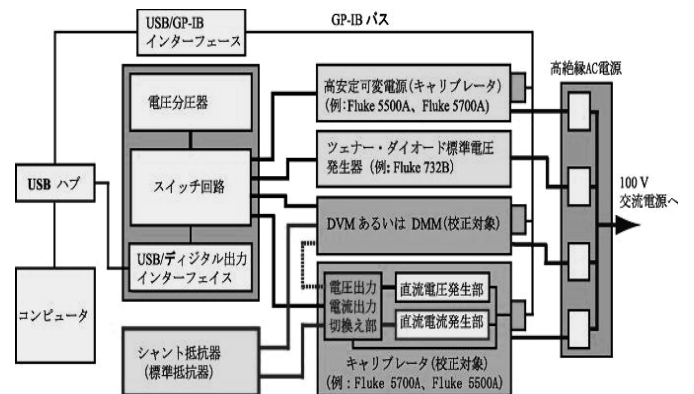 USB/GP-IB
インターフェース
GP-IB バス
高絶縁AC電源
電圧分圧器
高安定可変電源(キャリブレータ)
(例：Fluke 5500A、Fluke 5700A)
ツェナー・ダイオード標準電圧
発生器 (例: Fluke 732B)
USB ハブ
スイッチ回路
100 V
交流電源へ
DVM あるいは DMM(校正対象)
USB/ディジタル出力
インターフェイス
コンピュータ
電圧出力
電流出力
切換え部
直流電圧発生部
直流電流発生部
シャント抵抗器
(標準抵抗器)
キャリブレータ(校正対象)
(例：Fluke 5700A、Fluke 5500A)